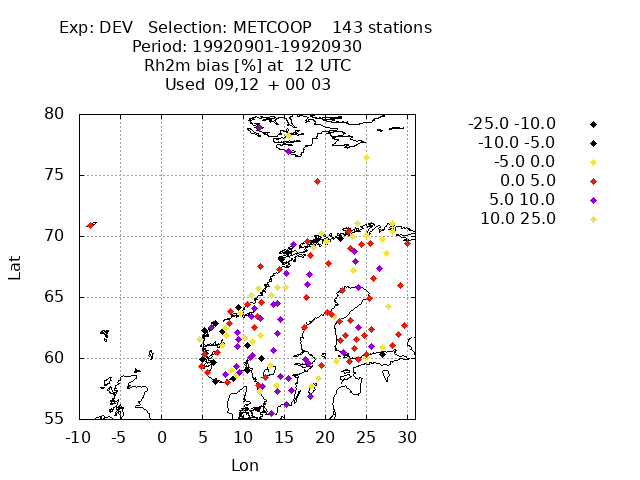 Exp: DEV Selection: METCOOP 143 stations
Period: 19920901-19920930
Rh2m bias [%] at 12 UTC
Used 09,12 + 00 03
-25.0 -10.0
-10.0 -5.0
-5.0 0.0
0.0 5.0
5.0 10.0
10.0 25.0
80
75
70
65
60
55
Lat
-10 -5 0 5 10 15 20 25 30
Lon